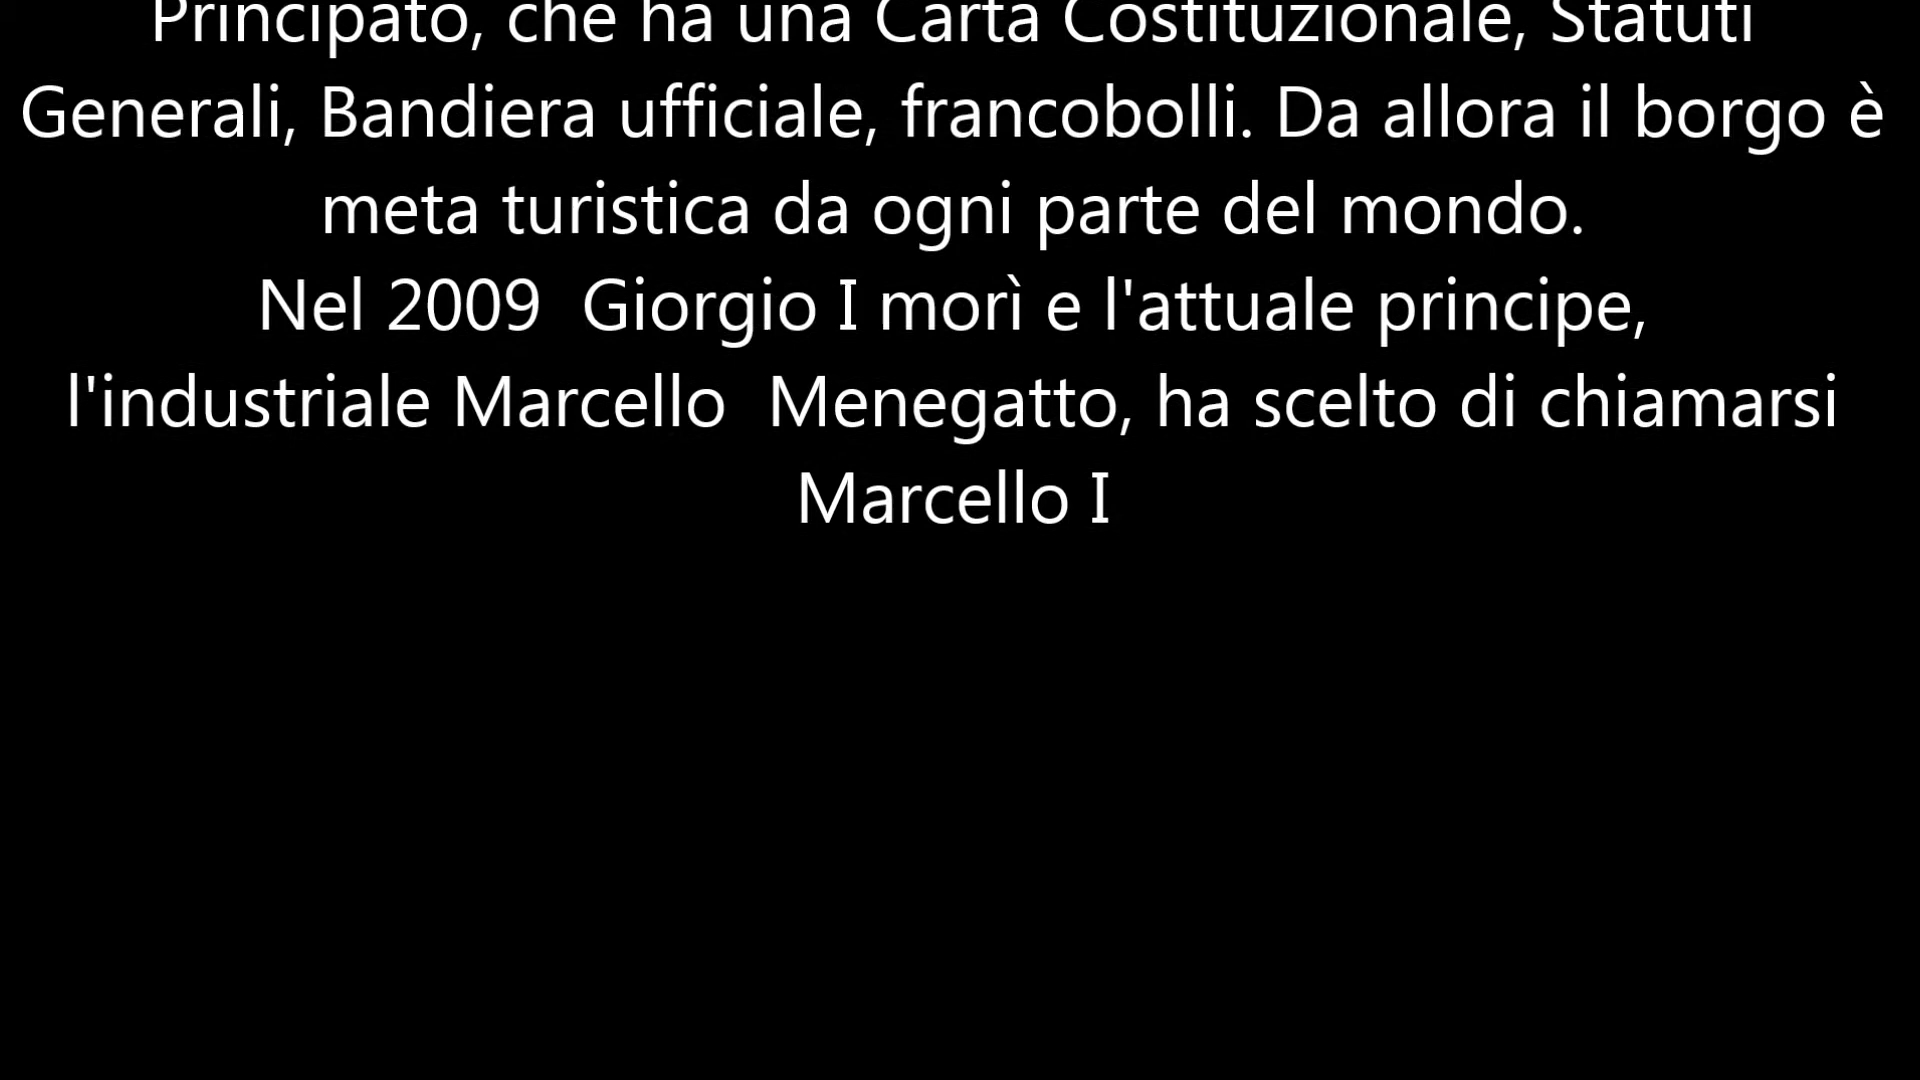 Principato, che ha una Carta Costituzionale, Statuti
Generali, Bandiera ufficiale, francobolli. Da allora il borgo è
meta turistica da ogni parte del mondo.
Nel 2009  Giorgio I morì e l'attuale principe,
l'industriale Marcello  Menegatto, ha scelto di chiamarsi
Marcello I